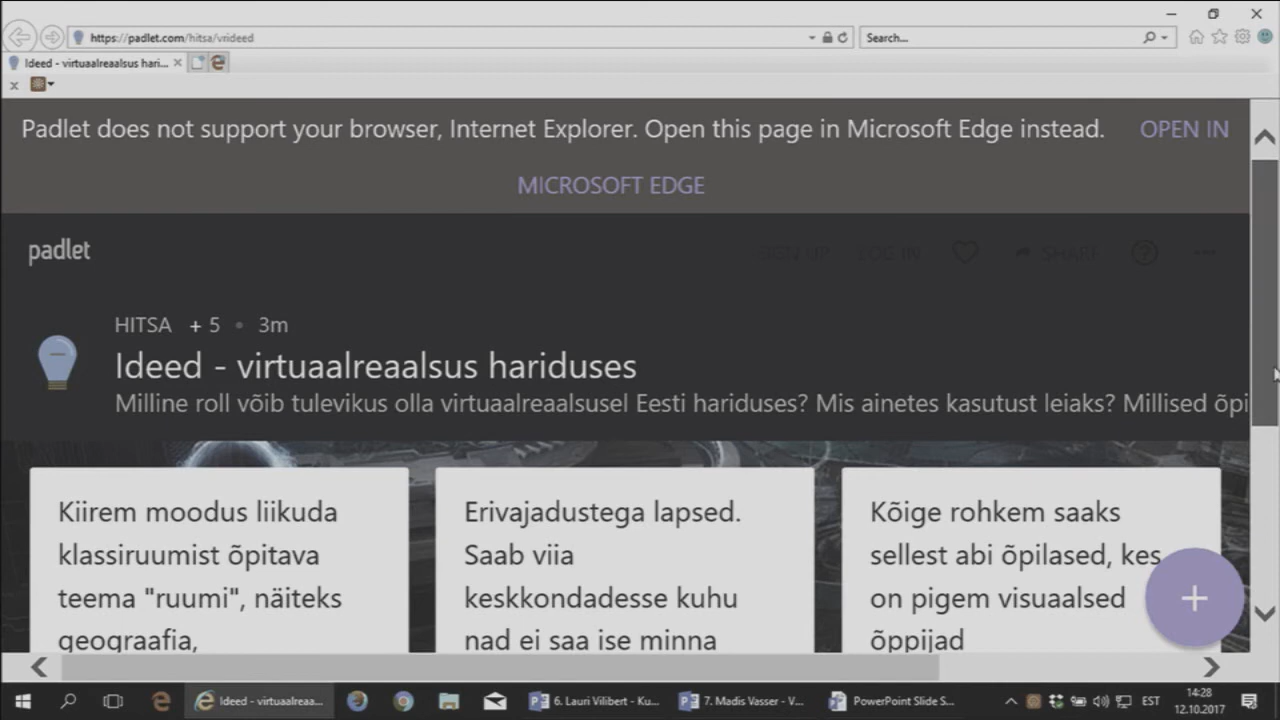 https://padlet.com/hitsa/vrideed
Search...
Ideed - virtuaalreaalsus hari...
Padlet does not support your browser, Internet Explorer. Open this page in Microsoft Edge instead. OPEN IN
MICROSOFT EDGE
padlet
SIGN UP LOG IN SHARE
HITSA + 5 • 3m
Ideed - virtuaalreaalsus hariduses
Milline roll võib tulevikus olla virtuaalreaalsusel Eesti hariduses? Mis ainetes kasutust leiaks? Millised õpi
Kiirem moodus liikuda
klassiruumist õpitava
teema "ruumi", näiteks
geograafia,
Erivajadustega lapsed.
Saab viia
keskkondadesse kuhu
nad ei saa ise minna
Kõige rohkem saaks
sellest abi õpilased, kes
on pigem visuaalsed
õppijad
Ideed - virtuaalreaa...
6. Lauri Vilibert - Ku...
7. Madis Vasser - V...
PowerPoint Slide S...
EST
14:28
12.10.2017